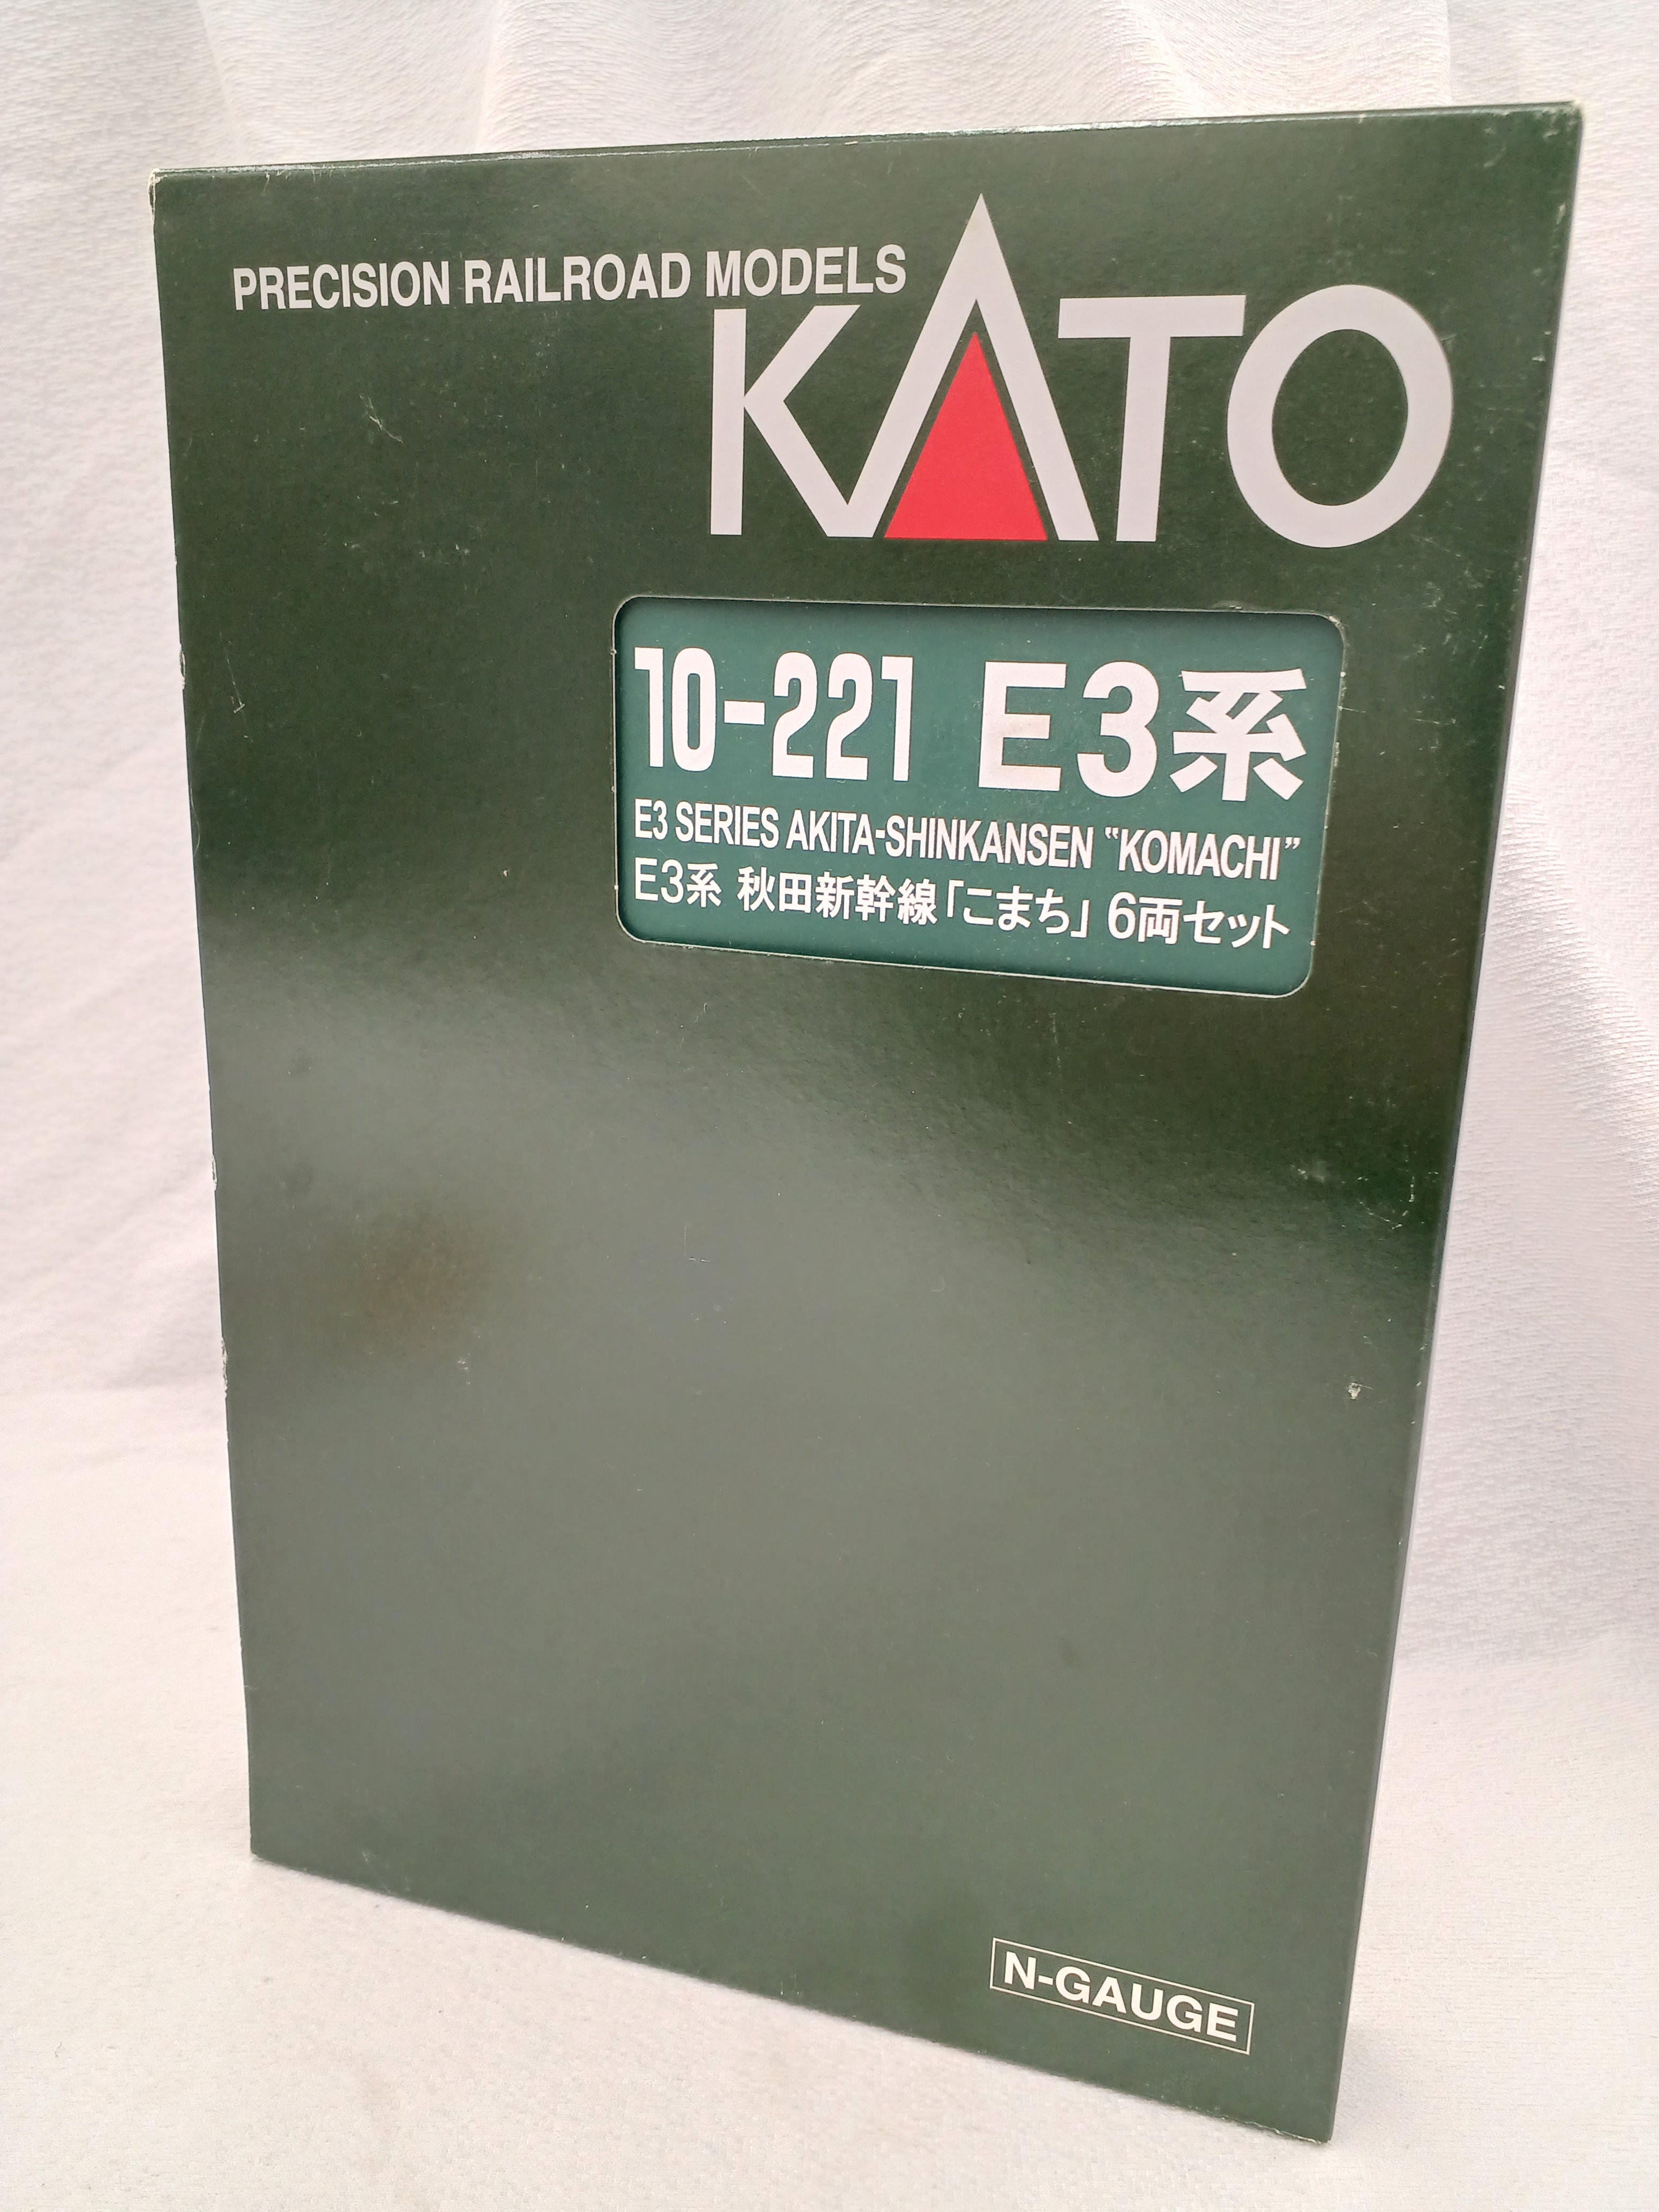 PRECISION RAILROAD MODELS
KATO
10-221 E3系
E3 SERIES AKITA-SHINKANSEN "KOMACHI"
E3系 秋田新幹線「こまち」6両セット
N-GAUGE